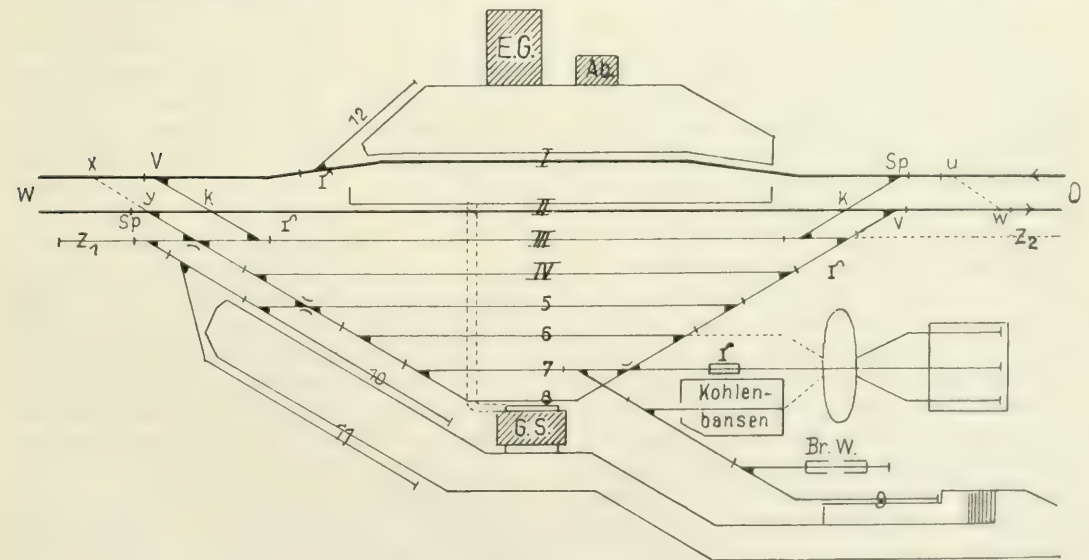 E.G.
Ab.
12
x V I r Sp u
W y k II k V w O
Sp r
Z₁ III Z₂
IV r
5
6
7 r
8
10
Kohlen-
bansen
G.S.
11
Br. W.
9